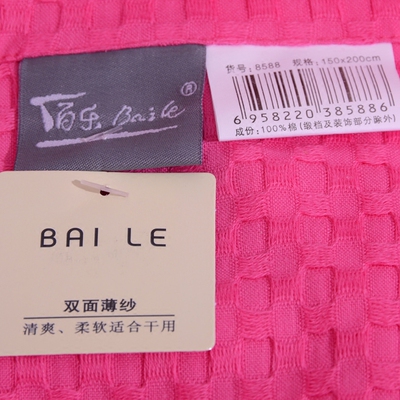 百乐 Baile ®
货号: 8588 规格: 150x200cm
6 958220 385886
成份: 100%棉(缎档及装饰部分除外)
BAI LE
双面薄纱
清爽、柔软适合干用